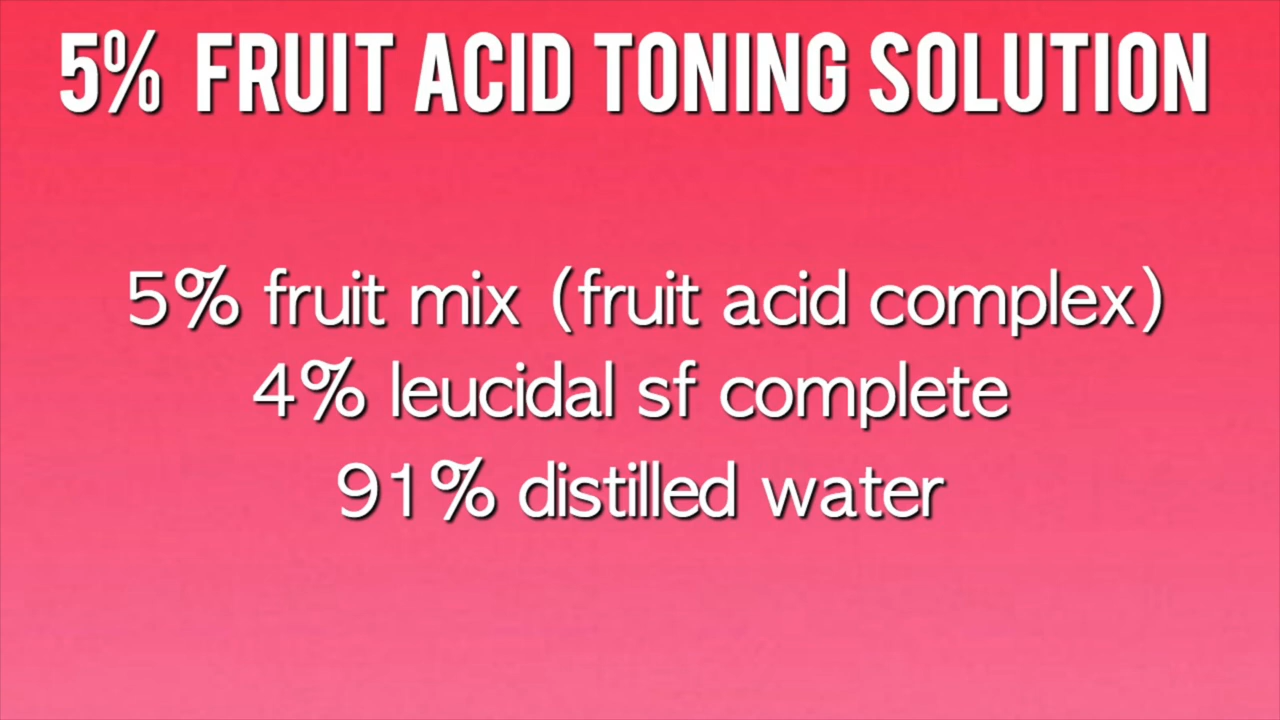 5% FRUIT ACID TONING SOLUTION
5% fruit mix (fruit acid complex)
4% leucidal sf complete
91% distilled water